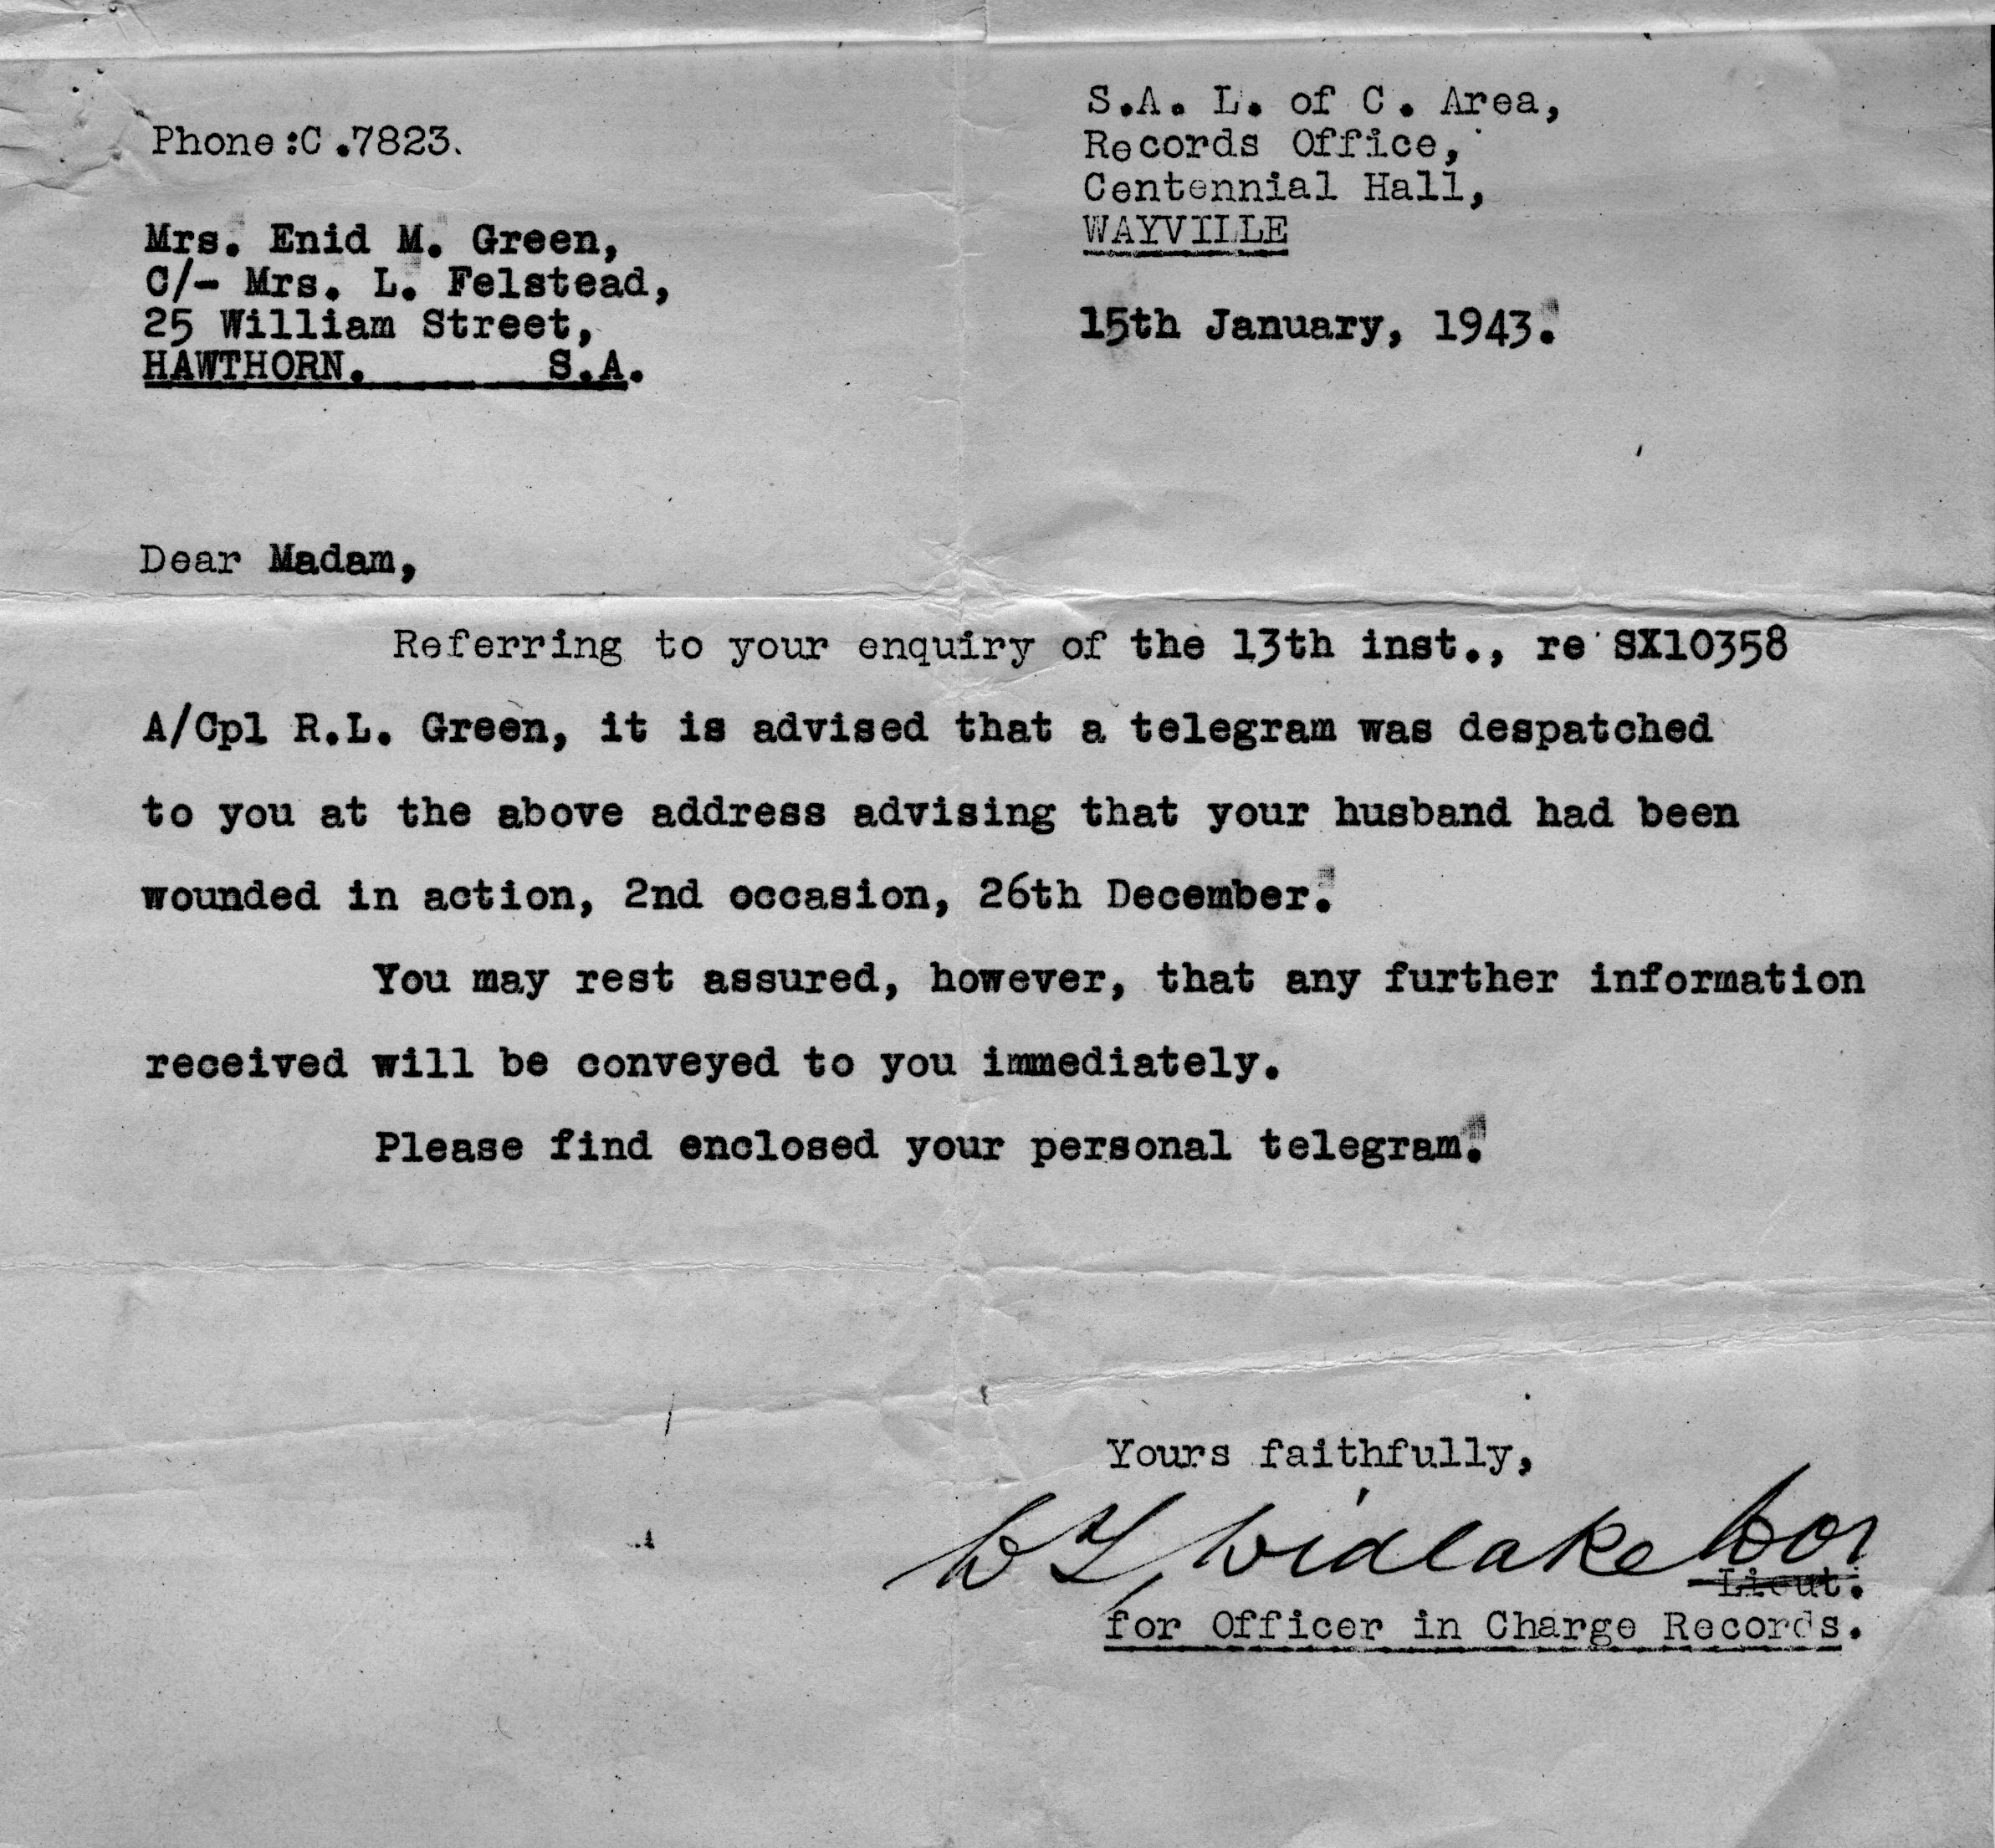 S.A. L. of C. Area,
Phone:C.7823.
Records Office,
Centennial Hall,
WAYVILLE
Mrs. Enid M. Green,
C/- Mrs. L. Felstead,
25 William Street,
HAWTHORN. S.A.
15th January, 1943.
Dear Madam,
Referring to your enquiry of the 13th inst., re SX10358
A/Cpl R.L. Green, it is advised that a telegram was despatched
to you at the above address advising that your husband had been
wounded in action, 2nd occasion, 26th December.
You may rest assured, however, that any further information
received will be conveyed to you immediately.
Please find enclosed your personal telegram.
Yours faithfully,
Widlake
Lieut.
for Officer in Charge Records.